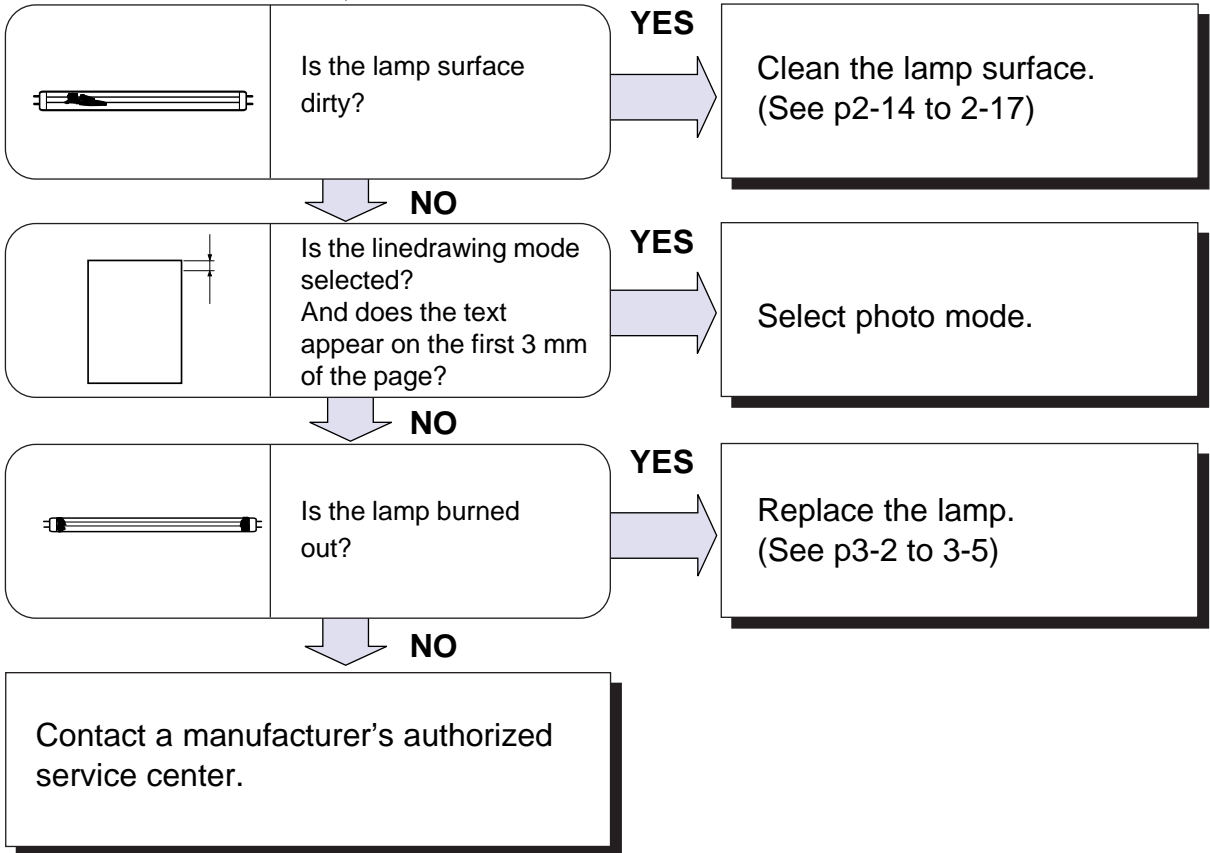 YES
Is the lamp surface
dirty?
Clean the lamp surface.
(See p2-14 to 2-17)
NO
YES
Is the linedrawing mode
selected?
And does the text
appear on the first 3 mm
of the page?
Select photo mode.
NO
YES
Is the lamp burned
out?
Replace the lamp.
(See p3-2 to 3-5)
NO
Contact a manufacturer's authorized
service center.